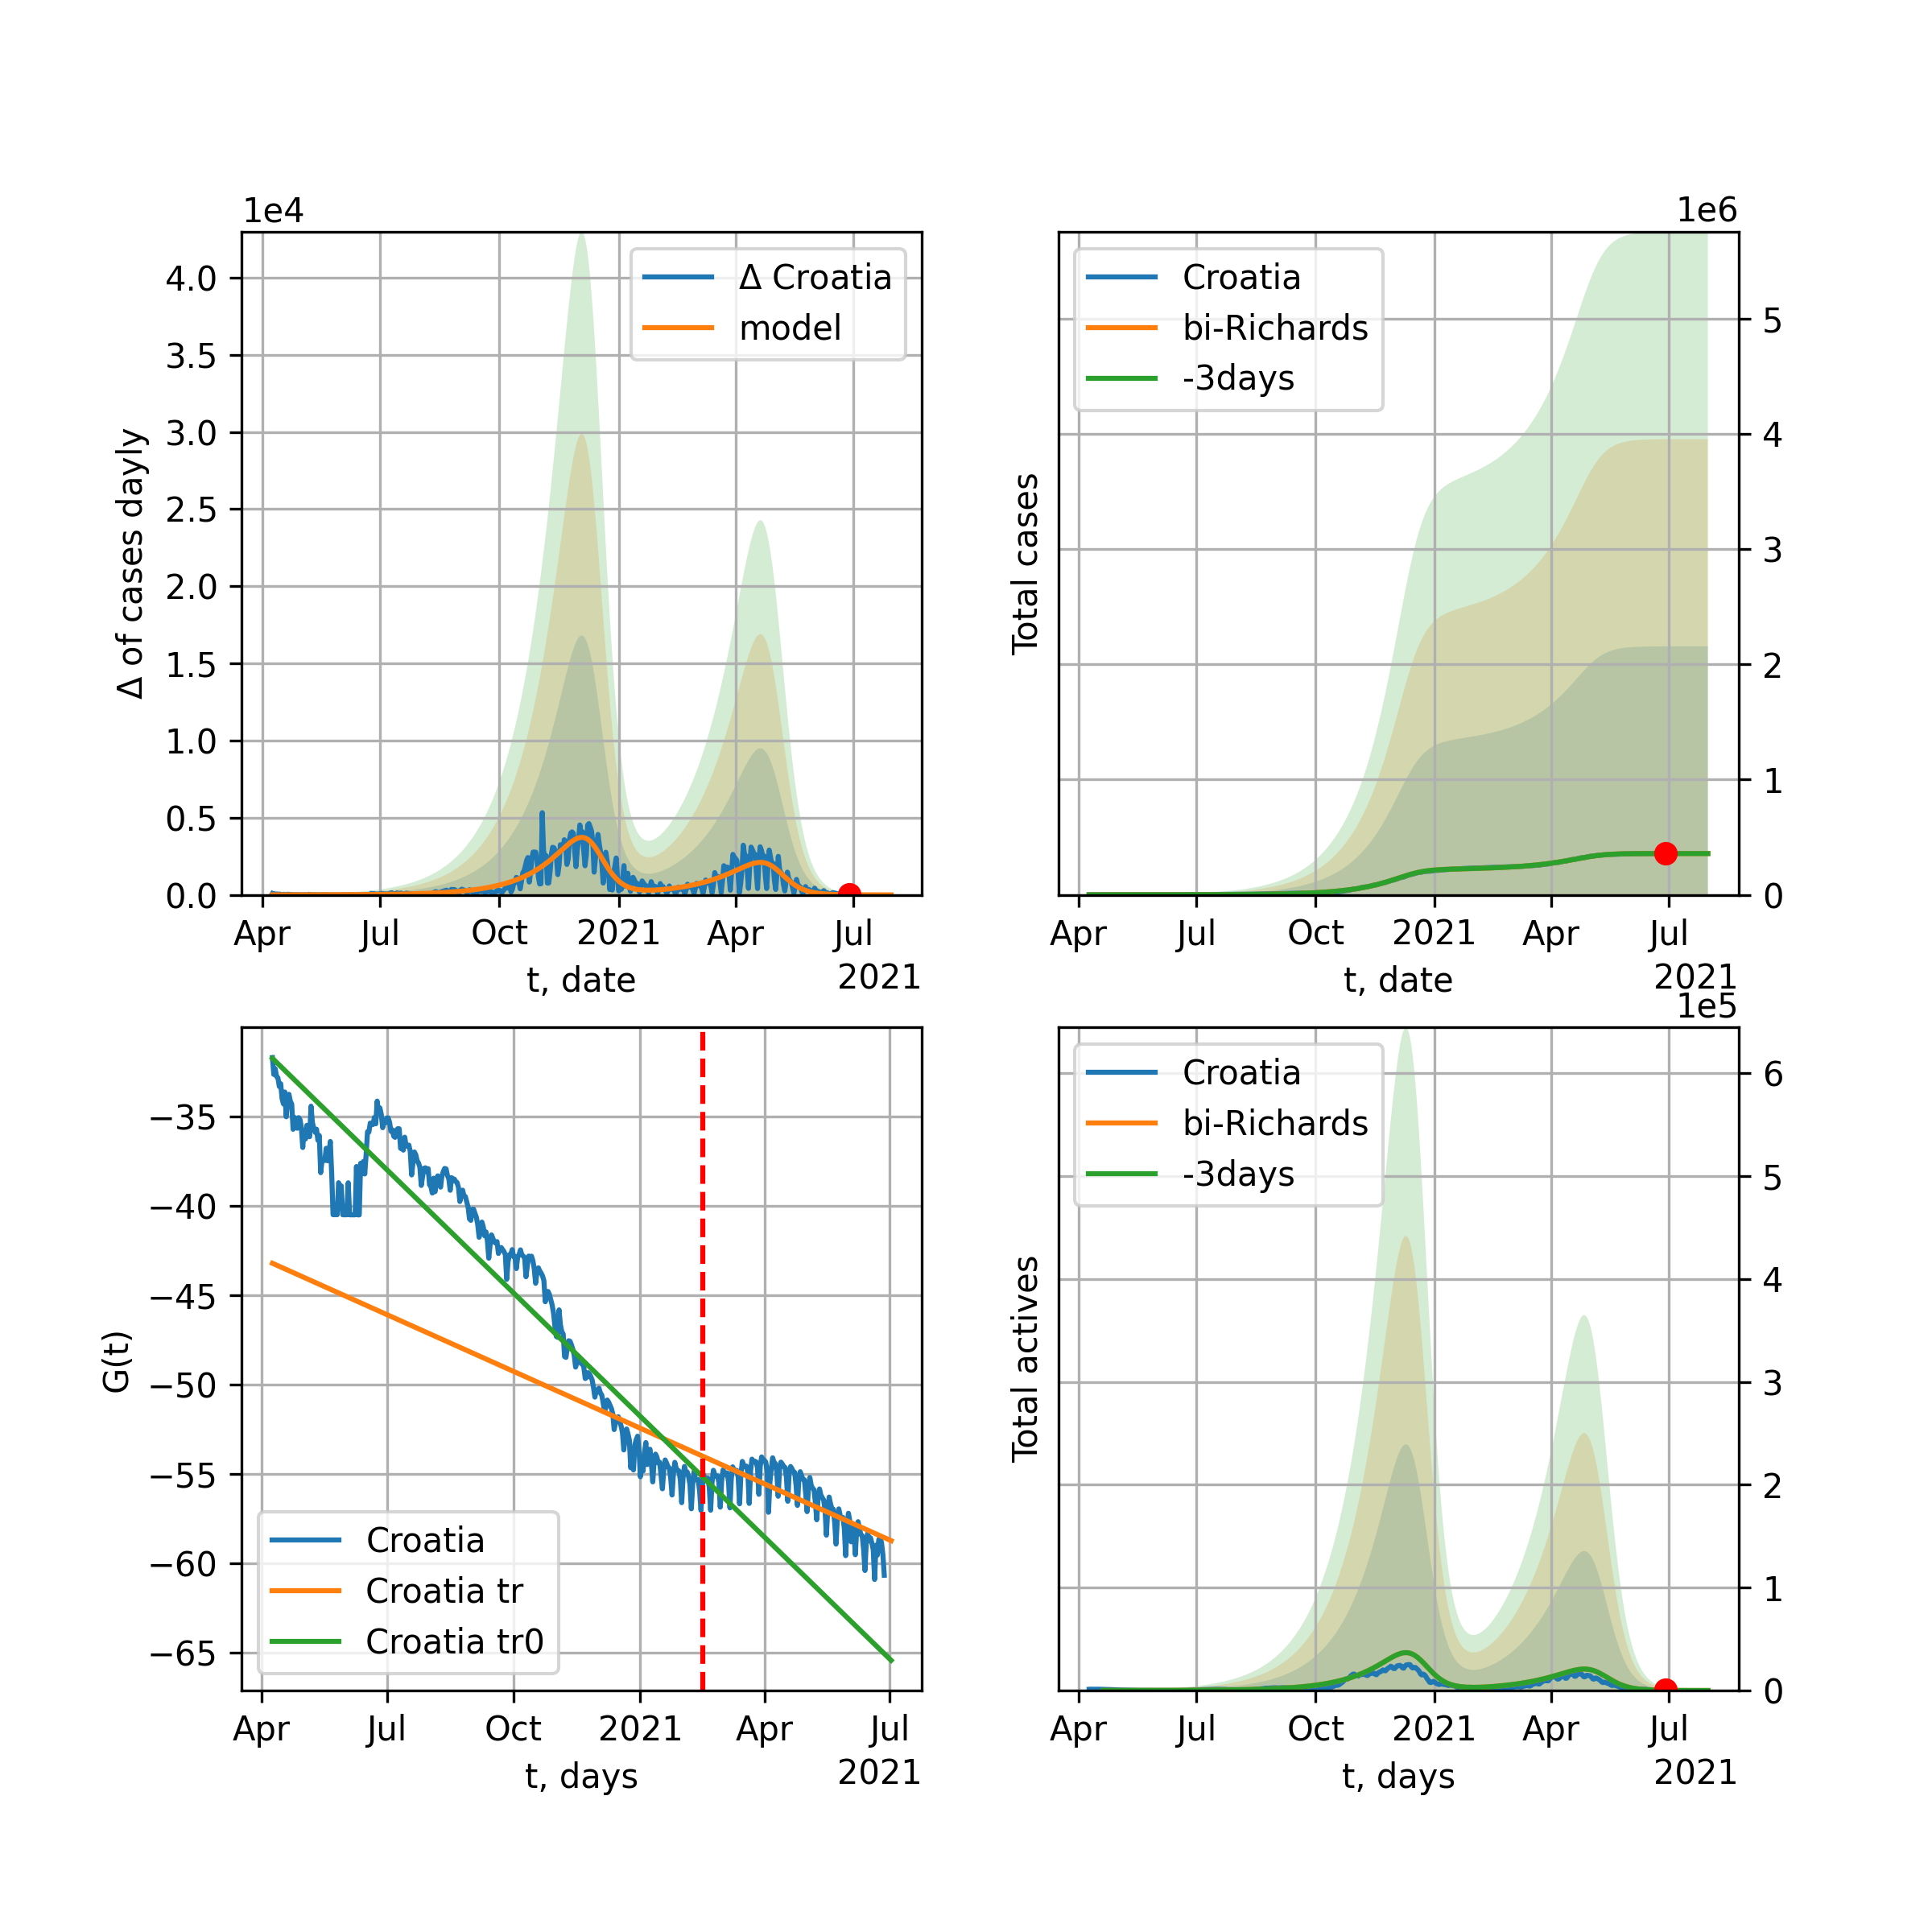 1e4
4.0
3.5
3.0
2.5
2.0
1.5
1.0
0.5
0.0
Δ of cases dayly
Δ Croatia
model
Apr Jul Oct 2021 Apr Jul
t, date
2021
1e6
Croatia
bi-Richards
-3days
Total cases
5
4
3
2
1
0
Apr Jul Oct 2021 Apr Jul
t, date
2021
G(t)
−35
−40
−45
−50
−55
−60
−65
Croatia
Croatia tr
Croatia tr0
Apr Jul Oct 2021 Apr Jul
t, days
2021
1e5
Croatia
bi-Richards
-3days
Total actives
6
5
4
3
2
1
0
Apr Jul Oct 2021 Apr Jul
t, days
2021